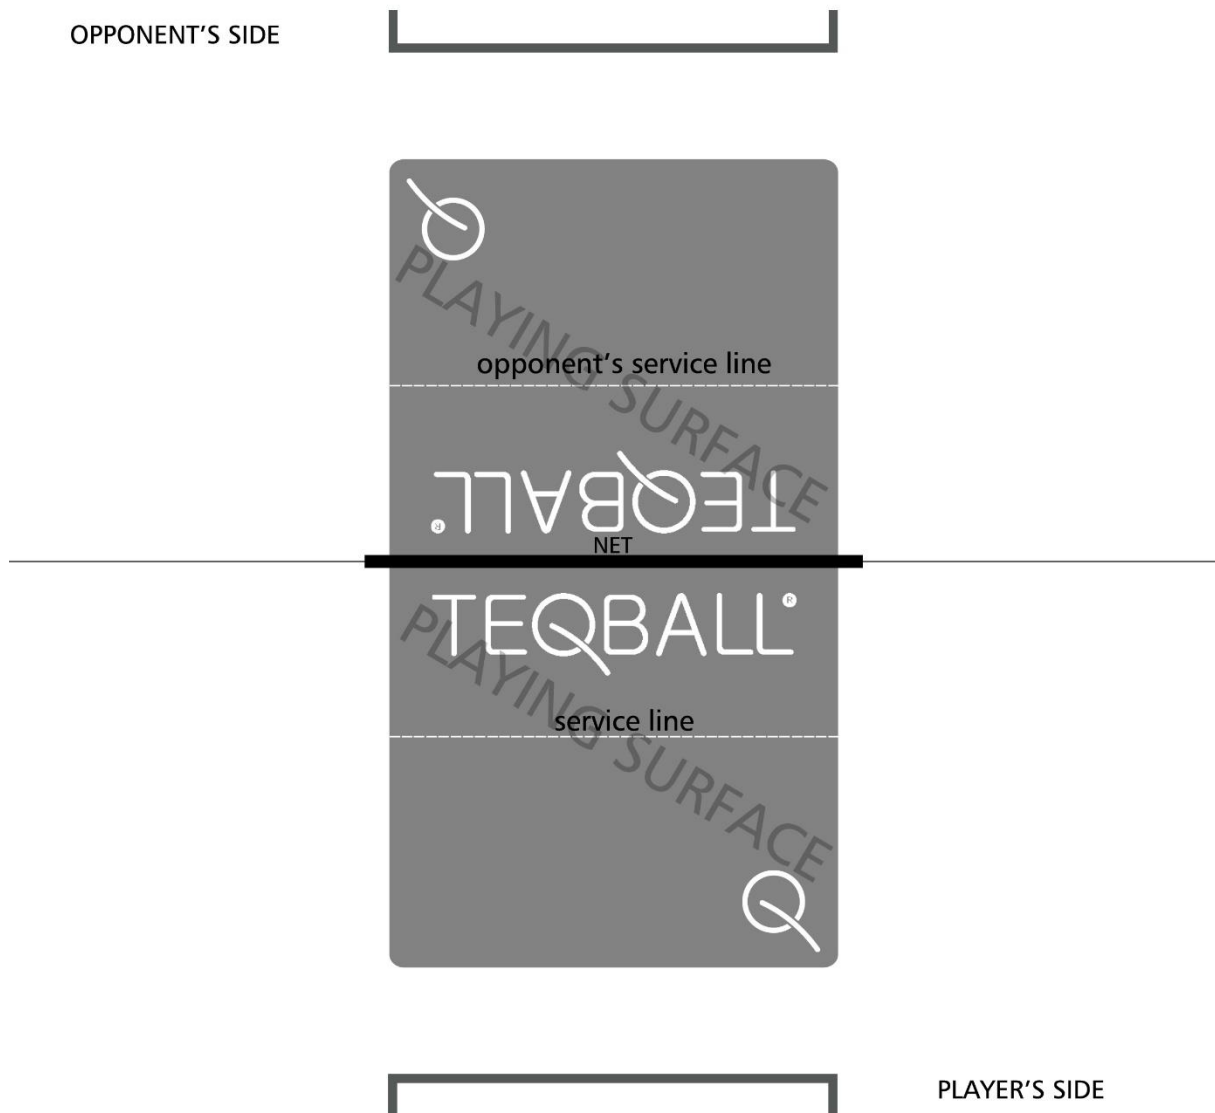 OPPONENT'S SIDE
PLAYING SURFACE
opponent's service line
TEQBALL®
NET
TEQBALL®
PLAYING SURFACE
service line
PLAYER'S SIDE